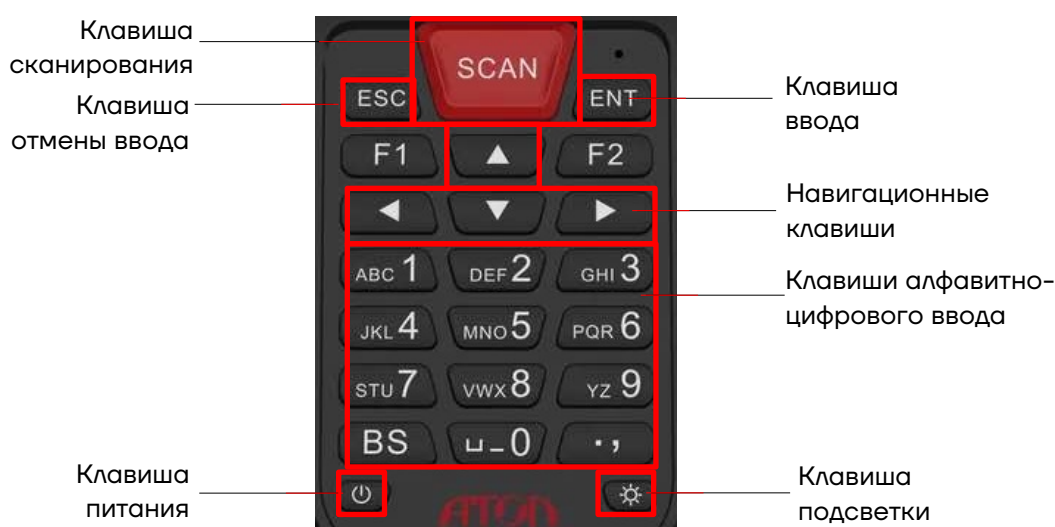 Клавиша
сканирования
Клавиша
отмены ввода
Клавиша
питания
SCAN
ESC
ENT
F1
F2
ABC 1
DEF 2
GHI 3
JKL 4
MNO 5
PQR 6
STU 7
VWX 8
YZ 9
BS
␣_0
.,
АТОЛ
Клавиша
ввода
Навигационные
клавиши
Клавиши алфавитно-
цифрового ввода
Клавиша
подсветки